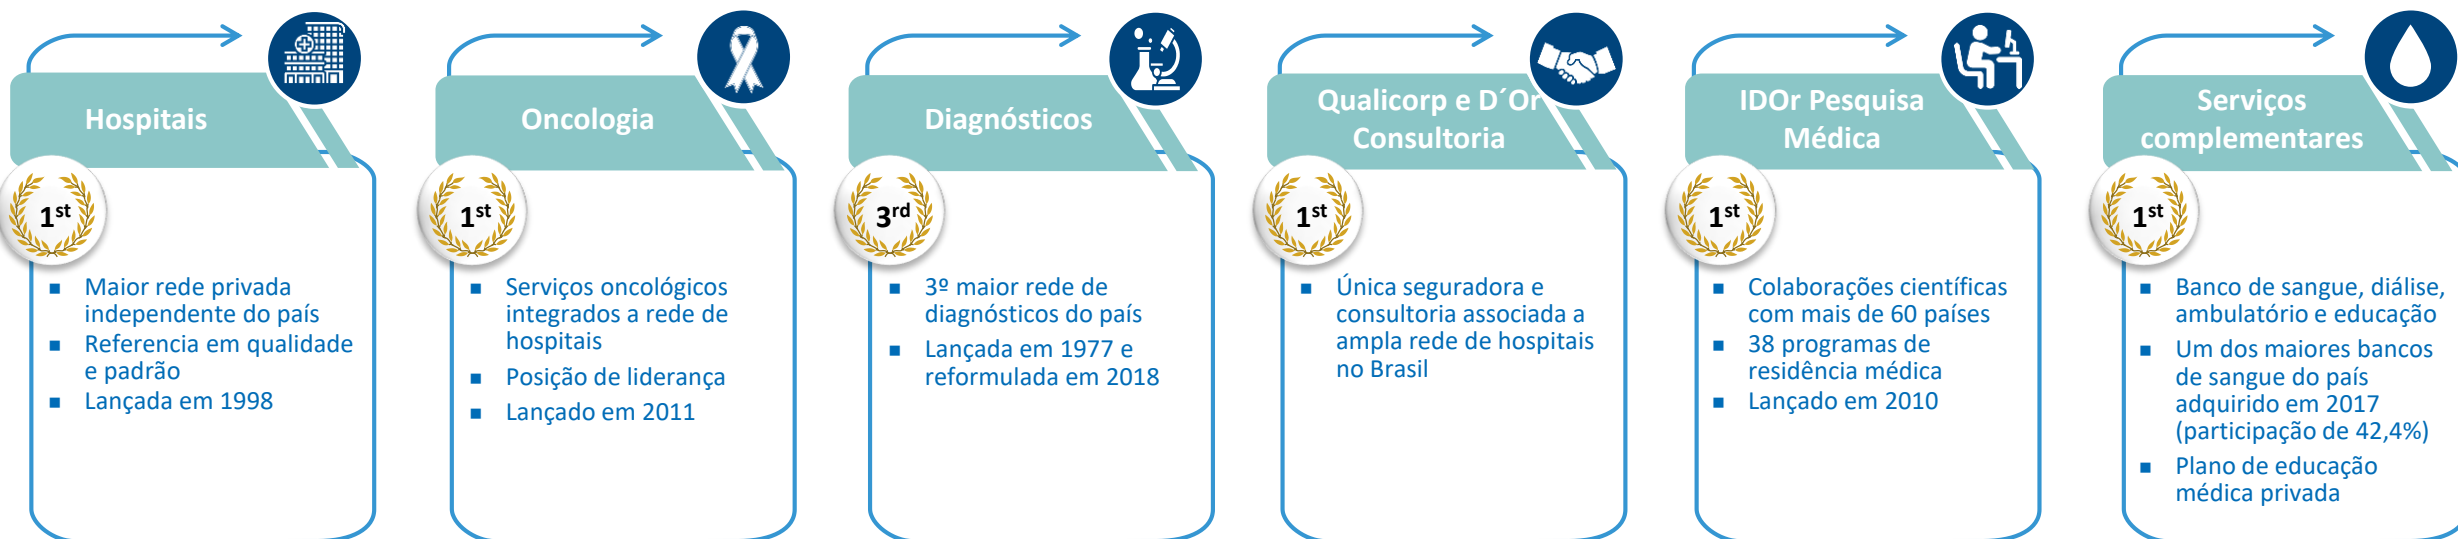 Hospitais
1st
Maior rede privada
independente do país
Referencia em qualidade
e padrão
Lançada em 1998
Oncologia
1st
Serviços oncológicos
integrados a rede de
hospitais
Posição de liderança
Lançado em 2011
Diagnósticos
3rd
3º maior rede de
diagnósticos do país
Lançada em 1977 e
reformulada em 2018
Qualicorp e D´Or
Consultoria
1st
Única seguradora e
consultoria associada a
ampla rede de hospitais
no Brasil
IDOr Pesquisa
Médica
1st
Colaborações científicas
com mais de 60 países
38 programas de
residência médica
Lançado em 2010
Serviços
complementares
1st
Banco de sangue, diálise,
ambulatório e educação
Um dos maiores bancos
de sangue do país
adquirido em 2017
(participação de 42,4%)
Plano de educação
médica privada